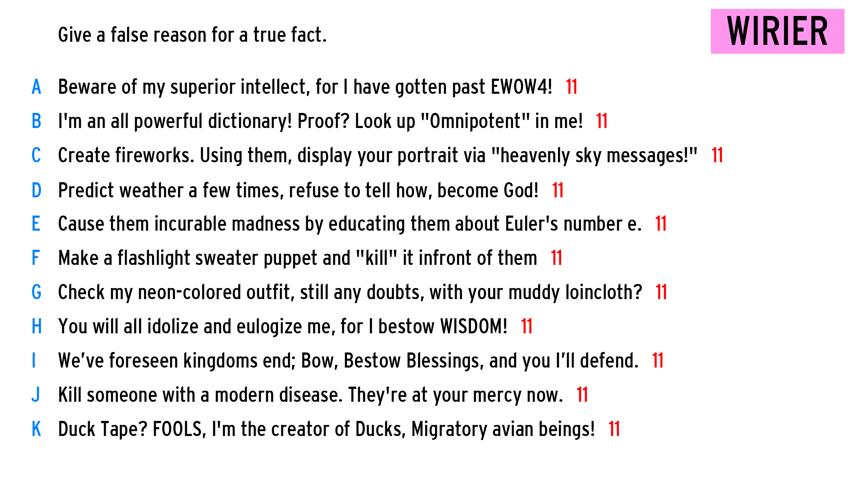 Give a false reason for a true fact.
WIRIER
A Beware of my superior intellect, for I have gotten past EWOW4! 11
B I'm an all powerful dictionary! Proof? Look up "Omnipotent" in me! 11
C Create fireworks. Using them, display your portrait via "heavenly sky messages!" 11
D Predict weather a few times, refuse to tell how, become God! 11
E Cause them incurable madness by educating them about Euler's number e. 11
F Make a flashlight sweater puppet and "kill" it infront of them 11
G Check my neon-colored outfit, still any doubts, with your muddy loincloth? 11
H You will all idolize and eulogize me, for I bestow WISDOM! 11
I We've foreseen kingdoms end; Bow, Bestow Blessings, and you I'll defend. 11
J Kill someone with a modern disease. They're at your mercy now. 11
K Duck Tape? FOOLS, I'm the creator of Ducks, Migratory avian beings! 11